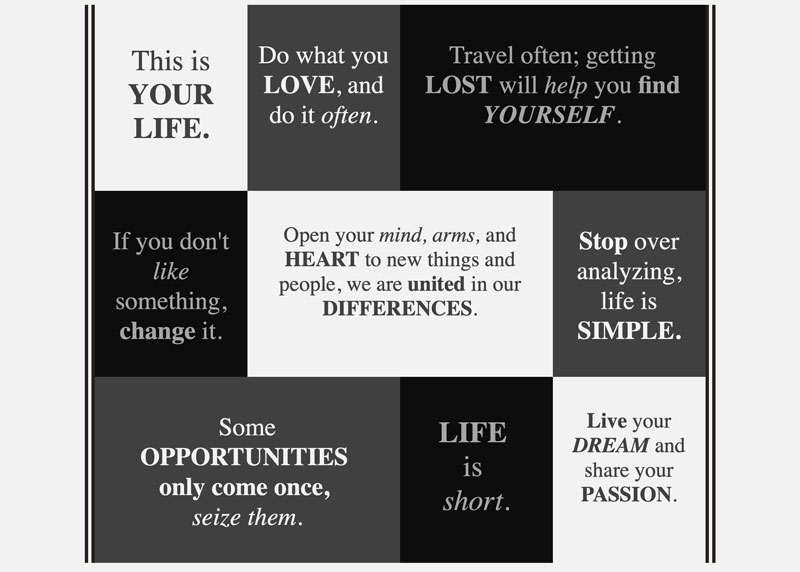 This is
YOUR
LIFE.
Do what you
LOVE, and
do it often.
Travel often; getting
LOST will help you find
YOURSELF.
If you don't
like
something,
change it.
Open your mind, arms, and
HEART to new things and
people, we are united in our
DIFFERENCES.
Stop over
analyzing,
life is
SIMPLE.
Some
OPPORTUNITIES
only come once,
seize them.
LIFE
is
short.
Live your
DREAM and
share your
PASSION.